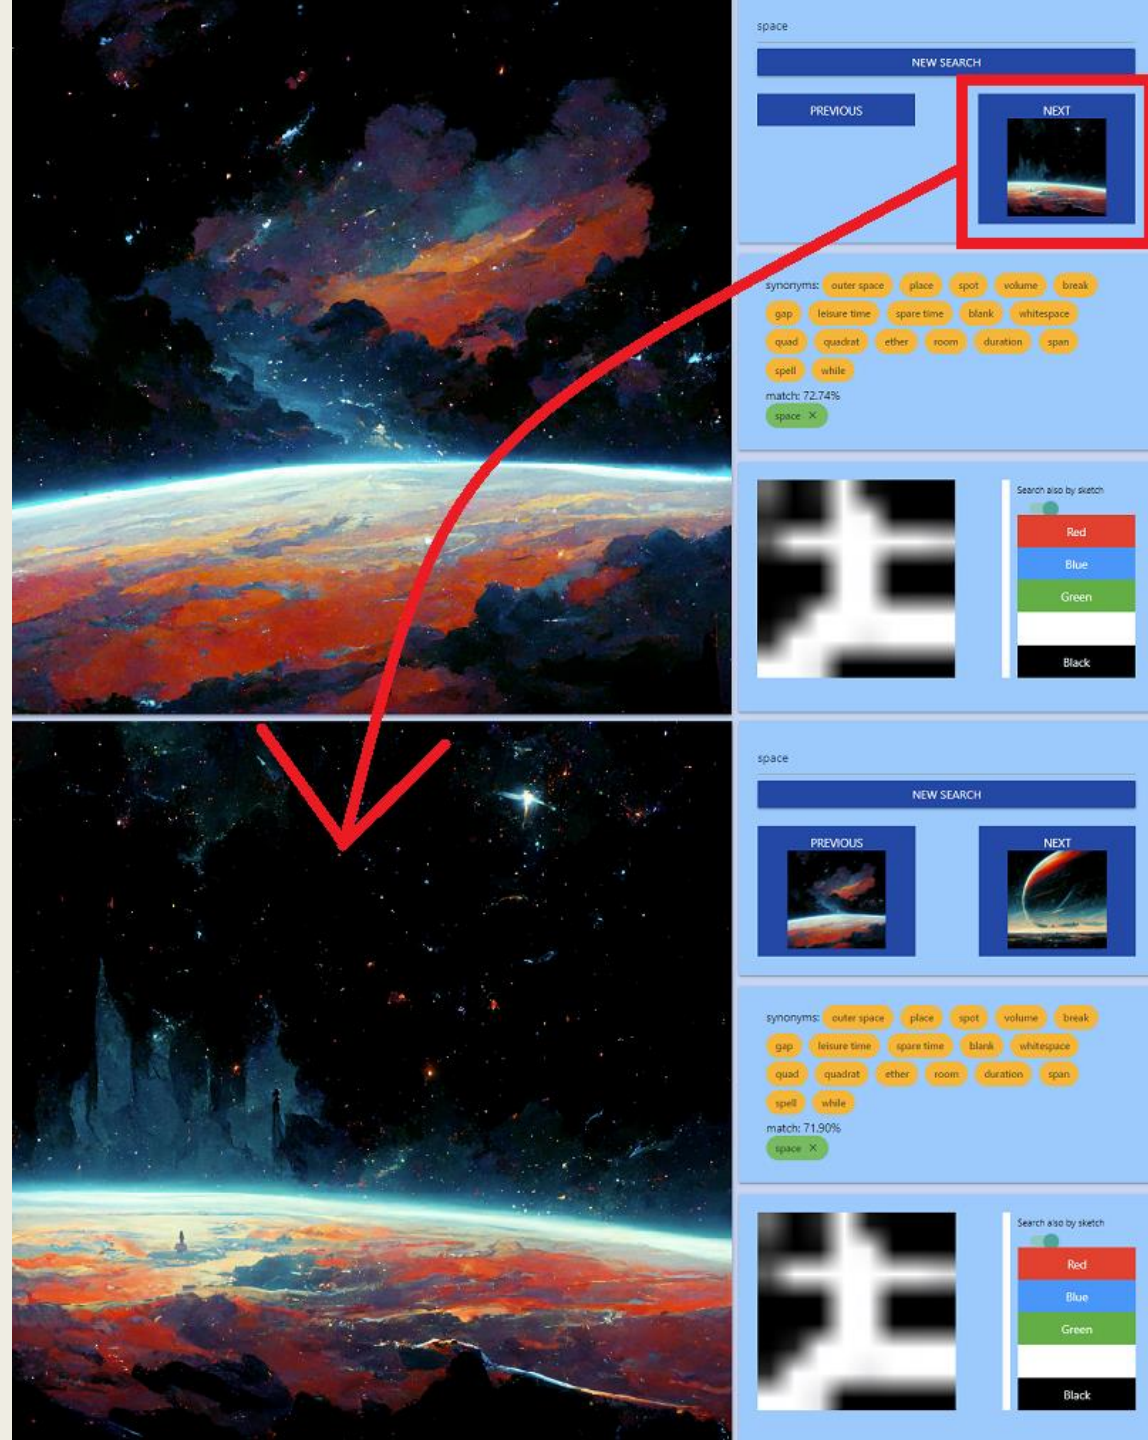 space
NEW SEARCH
PREVIOUS NEXT
synonyms: outer space place spot volume break
gap leisure time spare time blank whitespace
quad quadrat ether room duration span
spell while
match: 72.74%
space ×
Search also by sketch
Red
Blue
Green
Black
space
NEW SEARCH
PREVIOUS NEXT
synonyms: outer space place spot volume break
gap leisure time spare time blank whitespace
quad quadrat ether room duration span
spell while
match: 71.90%
space ×
Search also by sketch
Red
Blue
Green
Black